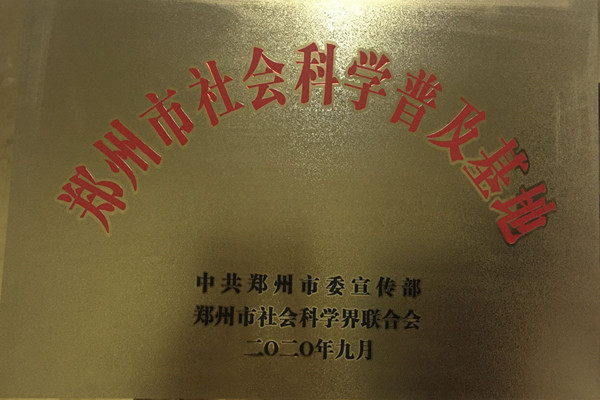 郑州市社会科学普及基地
中共郑州市委宣传部
郑州市社会科学界联合会
二〇二〇年九月